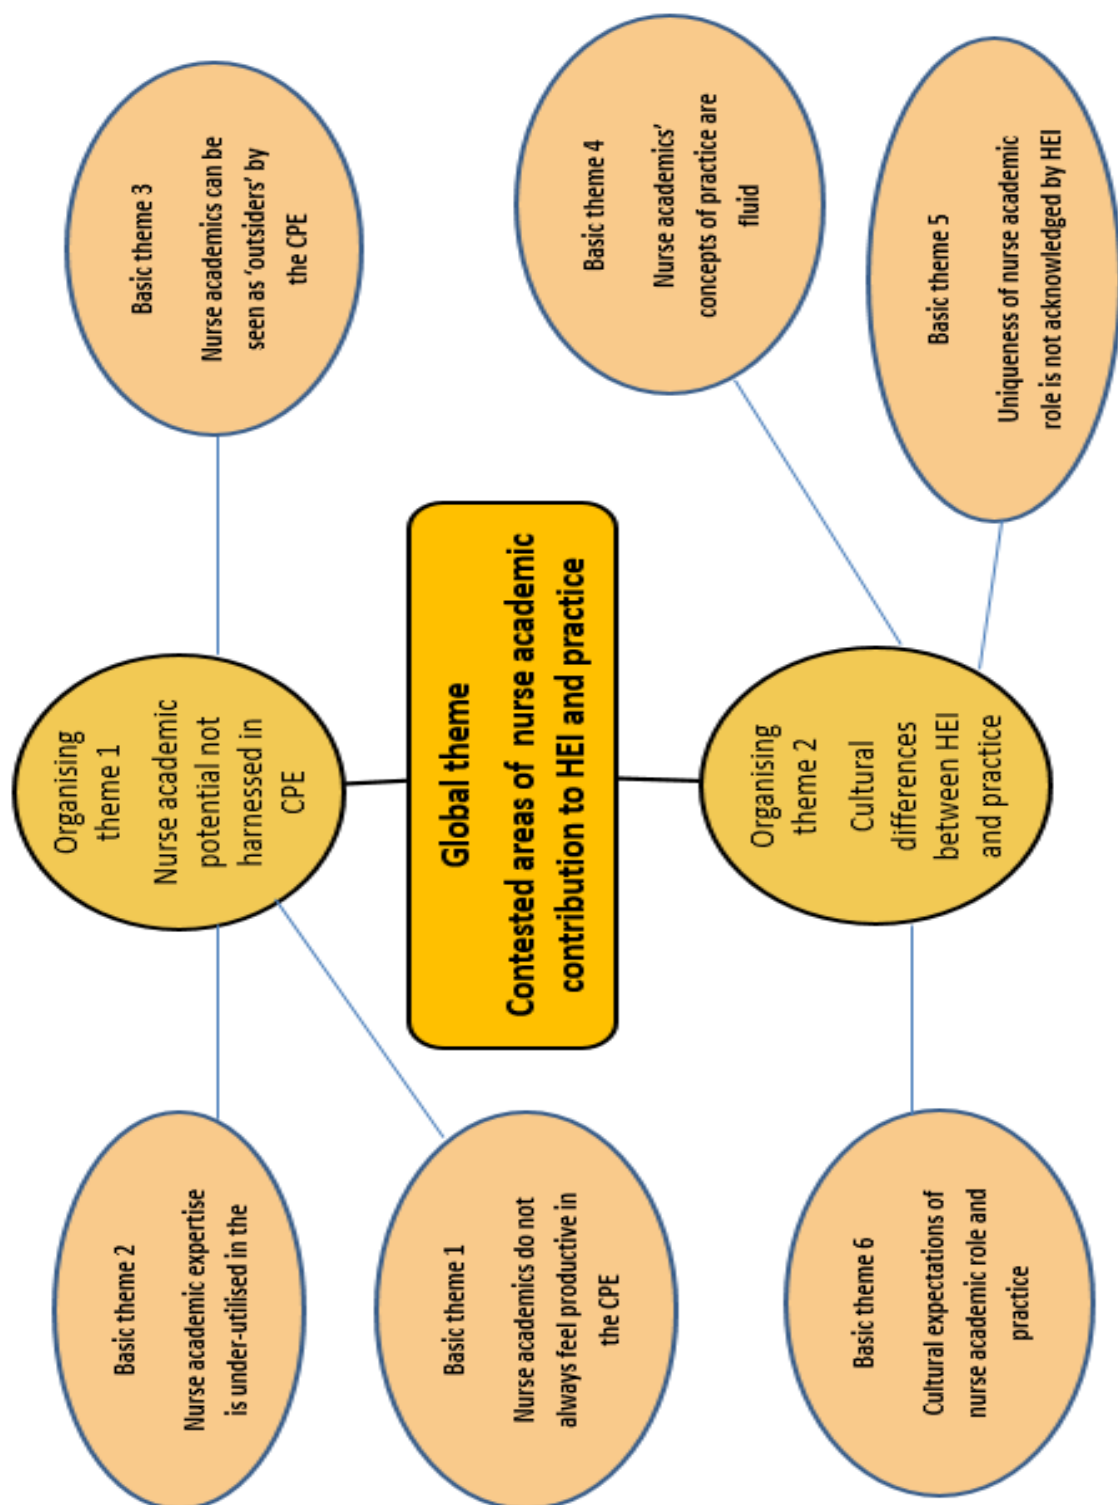 Basic theme 2
Nurse academic expertise
is under-utilised in the
Organising
theme 1
Nurse academic
potential not
harnessed in
CPE
Basic theme 3
Nurse academics can be
seen as ‘outsiders’ by
the CPE
Basic theme 1
Nurse academics do not
always feel productive in
the CPE
Global theme
Contested areas of nurse academic
contribution to HEI and practice
Basic theme 4
Nurse academics’
concepts of practice are
fluid
Basic theme 6
Cultural expectations of
nurse academic role and
practice
Organising
theme 2
Cultural
differences
between HEI
and practice
Basic theme 5
Uniqueness of nurse academic
role is not acknowledged by HEI